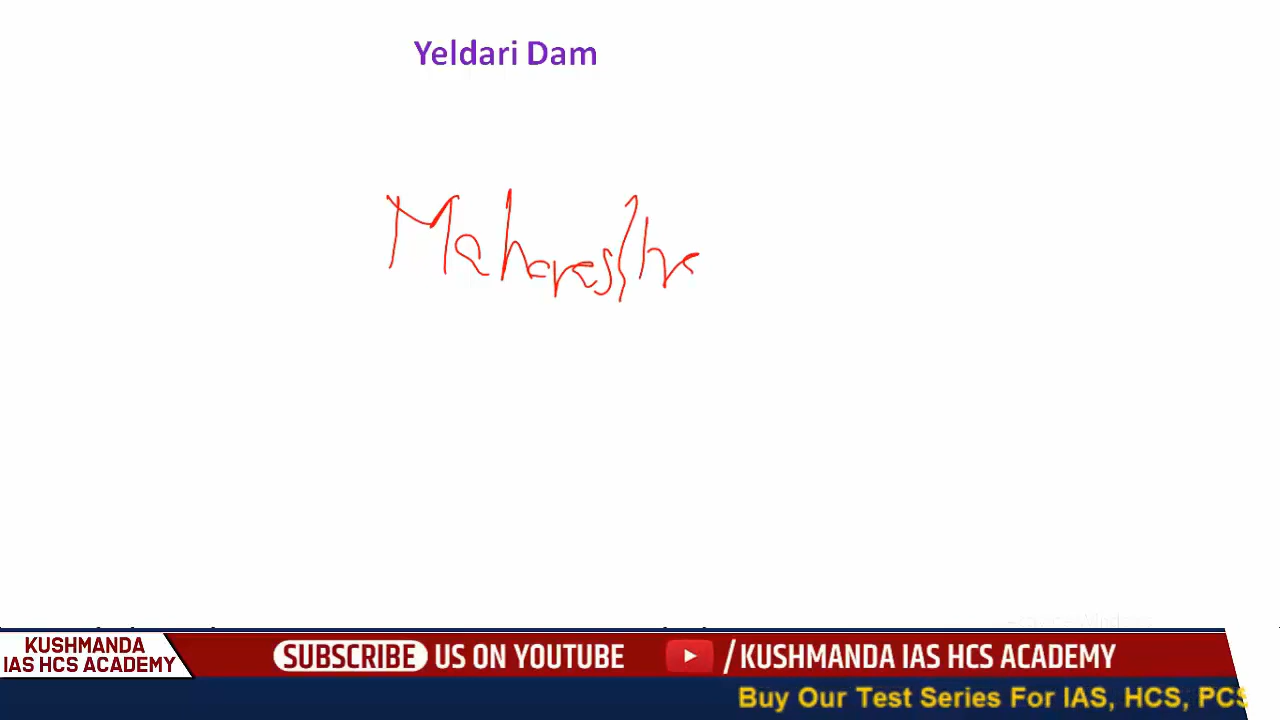 Yeldari Dam
Maharasthra
KUSHMANDA
IAS HCS ACADEMY
SUBSCRIBE US ON YOUTUBE
/KUSHMANDA IAS HCS ACADEMY
Buy Our Test Series For IAS, HCS, PCS